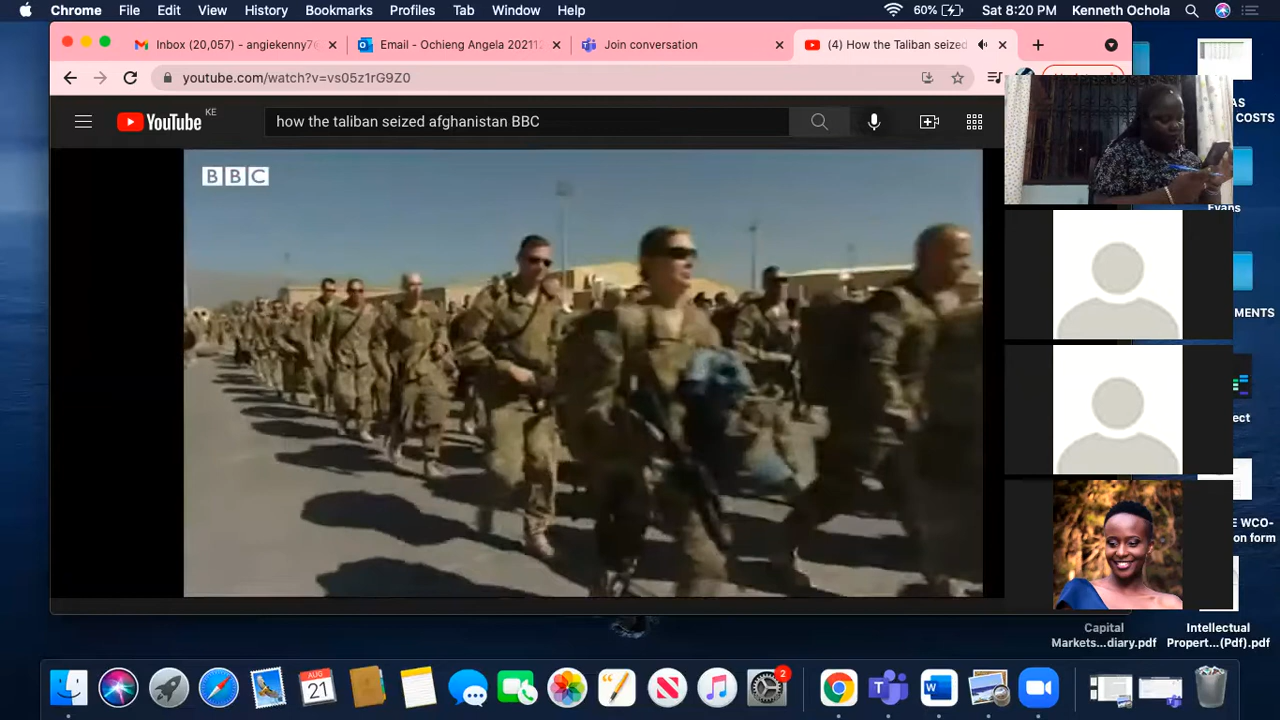 Chrome File Edit View History Bookmarks Profiles Tab Window Help 60% Sat 8:20 PM Kenneth Ochola
Inbox (20,057) - angiekenny7@ Email - Ochieng Angela 202112 Join conversation (4) How the Taliban seized
youtube.com/watch?v=vs05z1rG9Z0
YouTube KE
how the taliban seized afghanistan BBC
BBC
AS
COSTS
Evans
MENTS
ect
E WCO-
on form
Capital
Markets...diary.pdf
Intellectual
Propert...(Pdf).pdf
AUG
21
2